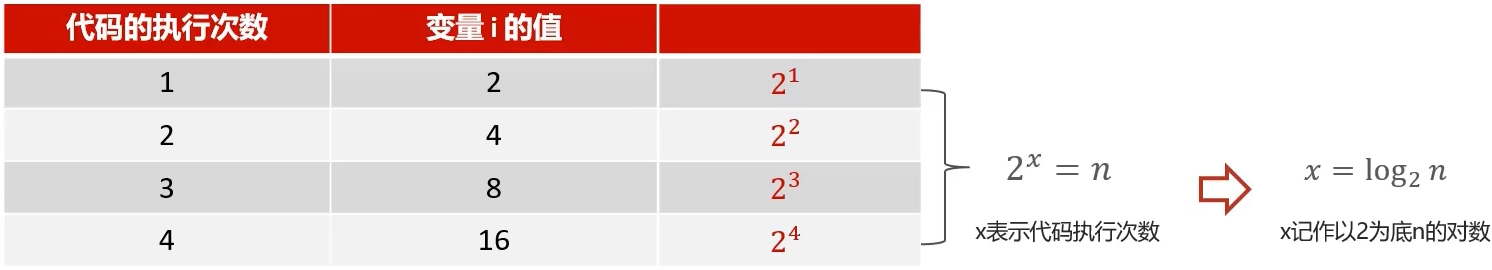 代码的执行次数 变量 i 的值
1 2 2¹
2 4 2²
3 8 2³
4 16 2⁴
2ˣ = n
x表示代码执行次数
x = log₂ n
x记作以2为底n的对数